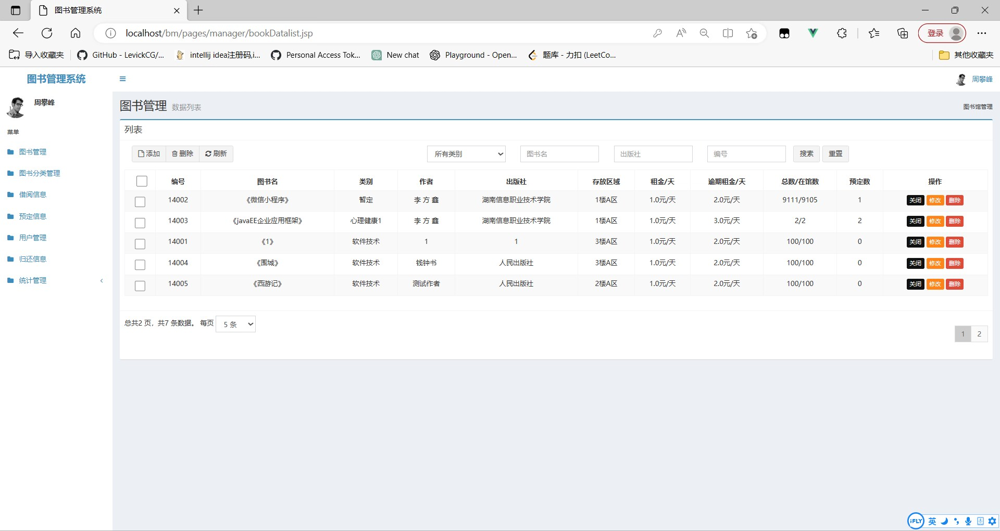 图书管理系统
localhost/bm/pages/manager/bookDatalist.jsp
登录
导入收藏夹 GitHub - LevickCG/... intellij idea注册码,i... Personal Access Tok... New chat Playground - Open... 题库 - 力扣 (LeetCo... 其他收藏夹
图书管理系统 周攀峰
周攀峰
菜单
图书管理
图书分类管理
借阅信息
预定信息
用户管理
归还信息
统计管理
图书管理 数据列表 图书馆管理
列表
添加 删除 刷新 所有类别 图书名 出版社 编号 搜索 重置
编号 图书名 类别 作者 出版社 存放区域 租金/天 逾期租金/天 总数/在馆数 预定数 操作
14002 《微信小程序》 暂定 李 方 鑫 湖南信息职业技术学院 1楼A区 1.0元/天 2.0元/天 9111/9105 1 关闭 修改 删除
14003 《javaEE企业应用框架》 心理健康1 李 方 鑫 湖南信息职业技术学院 1楼A区 1.0元/天 3.0元/天 2/2 2 关闭 修改 删除
14001 《1》 软件技术 1 1 3楼A区 1.0元/天 2.0元/天 100/100 0 关闭 修改 删除
14004 《围城》 软件技术 钱钟书 人民出版社 3楼A区 1.0元/天 2.0元/天 100/100 0 关闭 修改 删除
14005 《西游记》 软件技术 测试作者 人民出版社 2楼A区 1.0元/天 2.0元/天 100/100 0 关闭 修改 删除
总共2 页，共7 条数据。 每页 5 条
1 2
iFLY 英